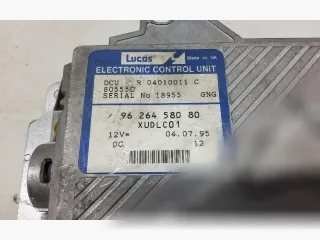 Lucas Made in UK
ELECTRONIC CONTROL UNIT
DCU R 04010011 C
80555D
SERIAL No 18955 GNG
96.264 580 80
XUDLC01
12V= 04.07.95
DC 12